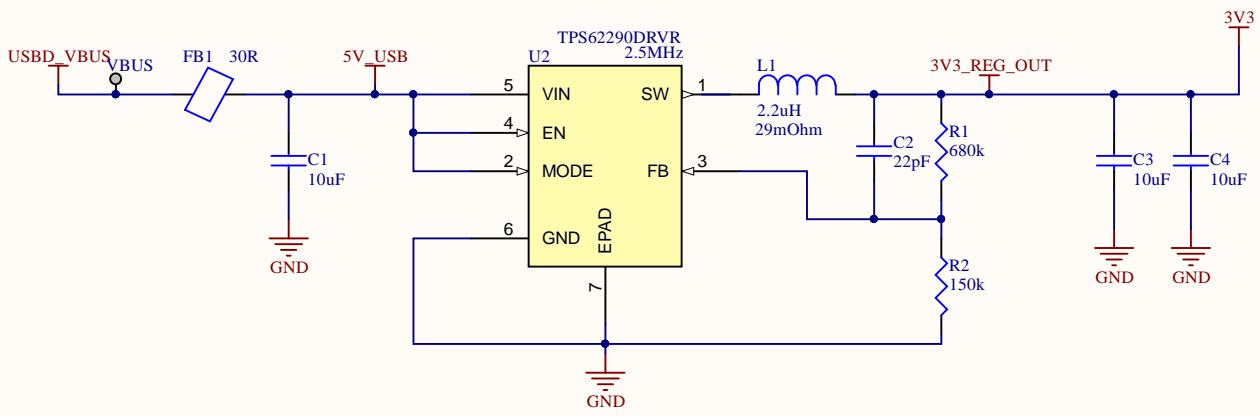 3V3
TPS62290DRVR
USBD_VBUS
VBUS
FB1
30R
5V_USB
U2
2.5MHz
L1
3V3_REG_OUT
5
VIN
SW
1
2.2uH
29mOhm
4
EN
C1
10uF
2
MODE
FB
3
C2
22pF
R1
680k
C3
10uF
C4
10uF
6
GND
EPAD
7
R2
150k
GND
GND
GND
GND